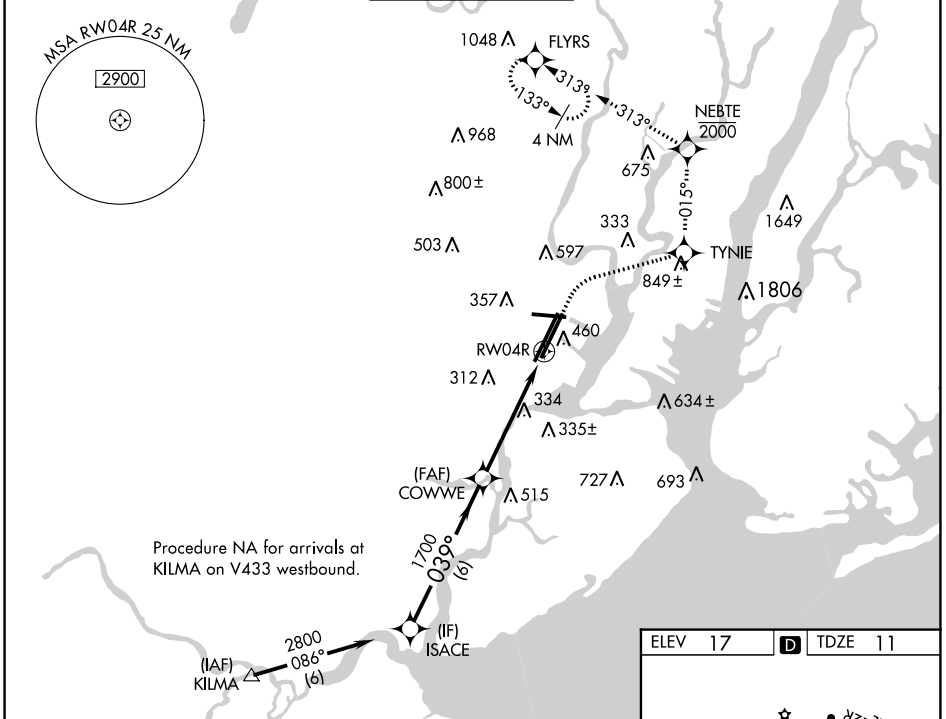 MSA RW04R 25 NM
2900
1048
FLYRS
313°
133°
4 NM
313°
NEBTE
2000
968
675
800±
015°
1649
333
503
597
TYNIE
849±
1806
357
460
RW04R
312
334
634±
335±
(FAF)
COWWE
515
727
693
Procedure NA for arrivals at
KILMA on V433 westbound.
1700
039°
(6)
(IF)
ISACE
2800
086°
(6)
(IAF)
KILMA
ELEV 17
D
TDZE 11